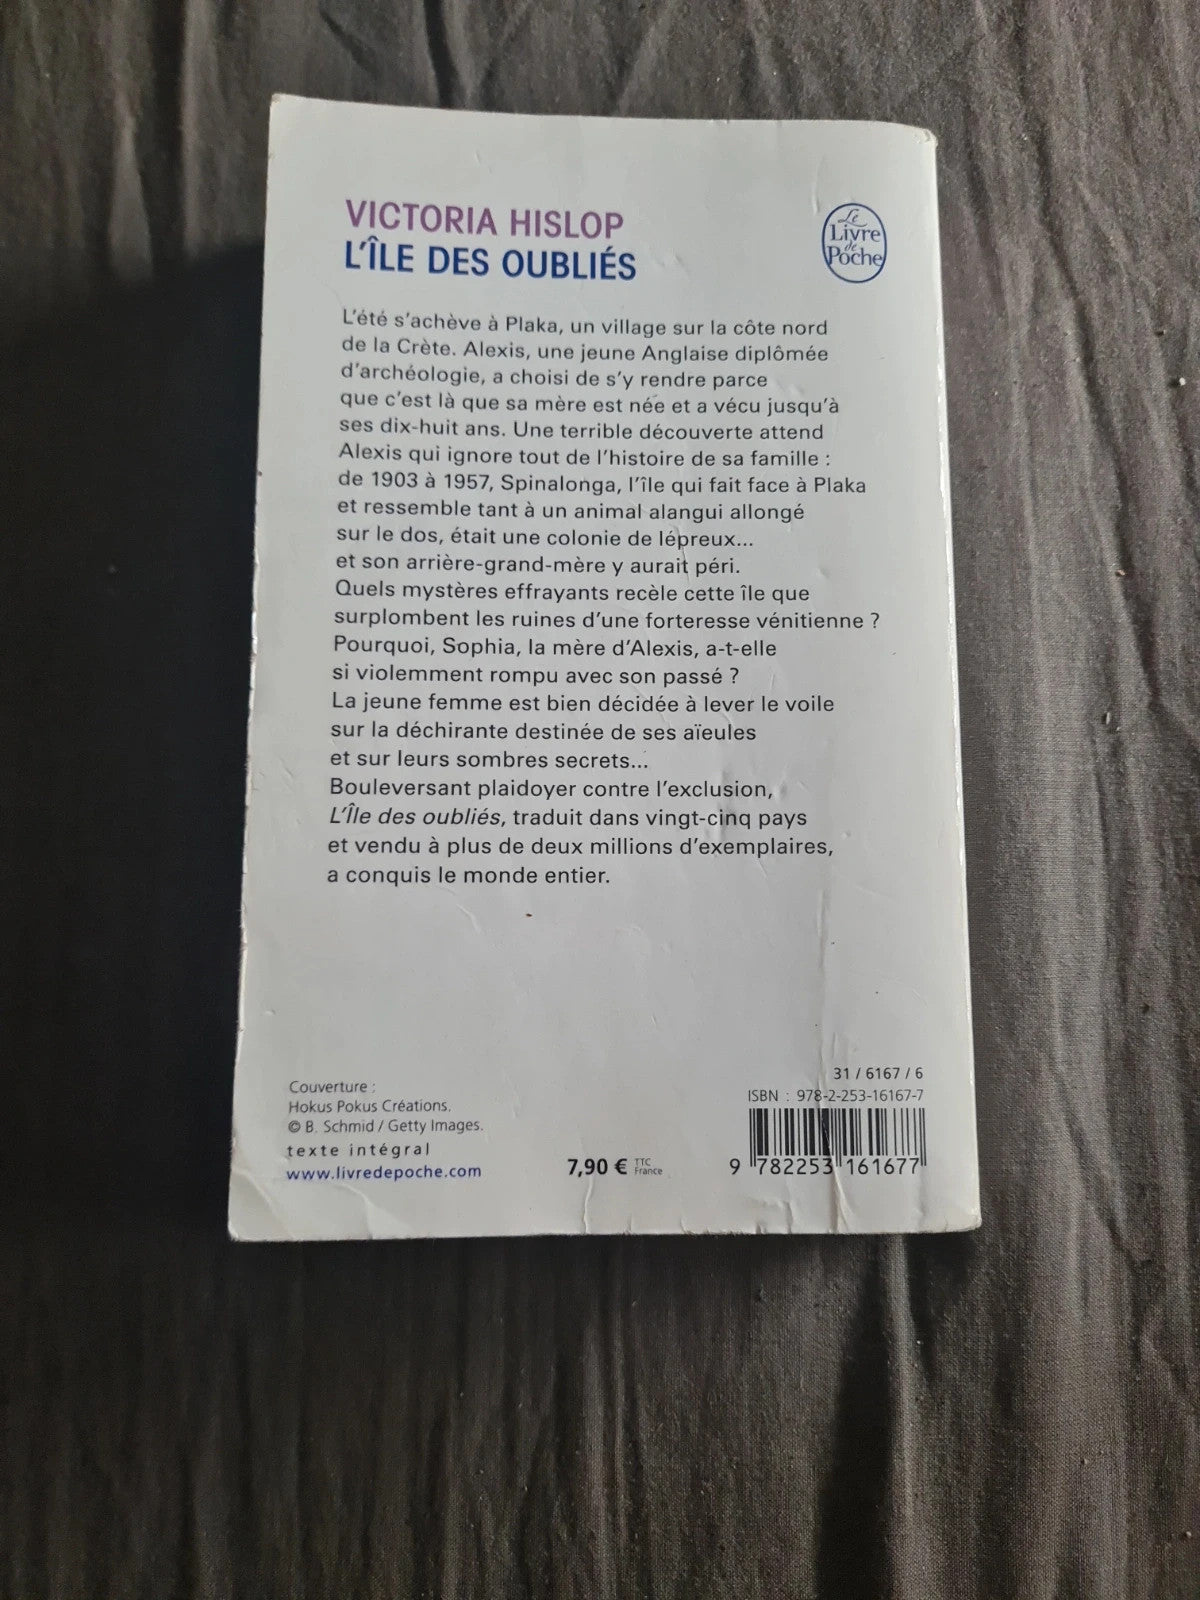 VICTORIA HISLOP
L'ÎLE DES OUBLIÉS
Le
Livre
de
Poche
L'été s'achève à Plaka, un village sur la côte nord
de la Crète. Alexis, une jeune Anglaise diplômée
d'archéologie, a choisi de s'y rendre parce
que c'est là que sa mère est née et a vécu jusqu'à
ses dix-huit ans. Une terrible découverte attend
Alexis qui ignore tout de l'histoire de sa famille :
de 1903 à 1957, Spinalonga, l'île qui fait face à Plaka
et ressemble tant à un animal alangui allongé
sur le dos, était une colonie de lépreux...
et son arrière-grand-mère y aurait péri.
Quels mystères effrayants recèle cette île que
surplombent les ruines d'une forteresse vénitienne ?
Pourquoi, Sophia, la mère d'Alexis, a-t-elle
si violemment rompu avec son passé ?
La jeune femme est bien décidée à lever le voile
sur la déchirante destinée de ses aïeules
et sur leurs sombres secrets...
Bouleversant plaidoyer contre l'exclusion,
L'Île des oubliés, traduit dans vingt-cinq pays
et vendu à plus de deux millions d'exemplaires,
a conquis le monde entier.
Couverture :
Hokus Pokus Créations.
© B. Schmid / Getty Images.
texte intégral
www.livredepoche.com
7,90 € TTC
France
31 / 6167 / 6
ISBN : 978-2-253-16167-7
9 782253 161677